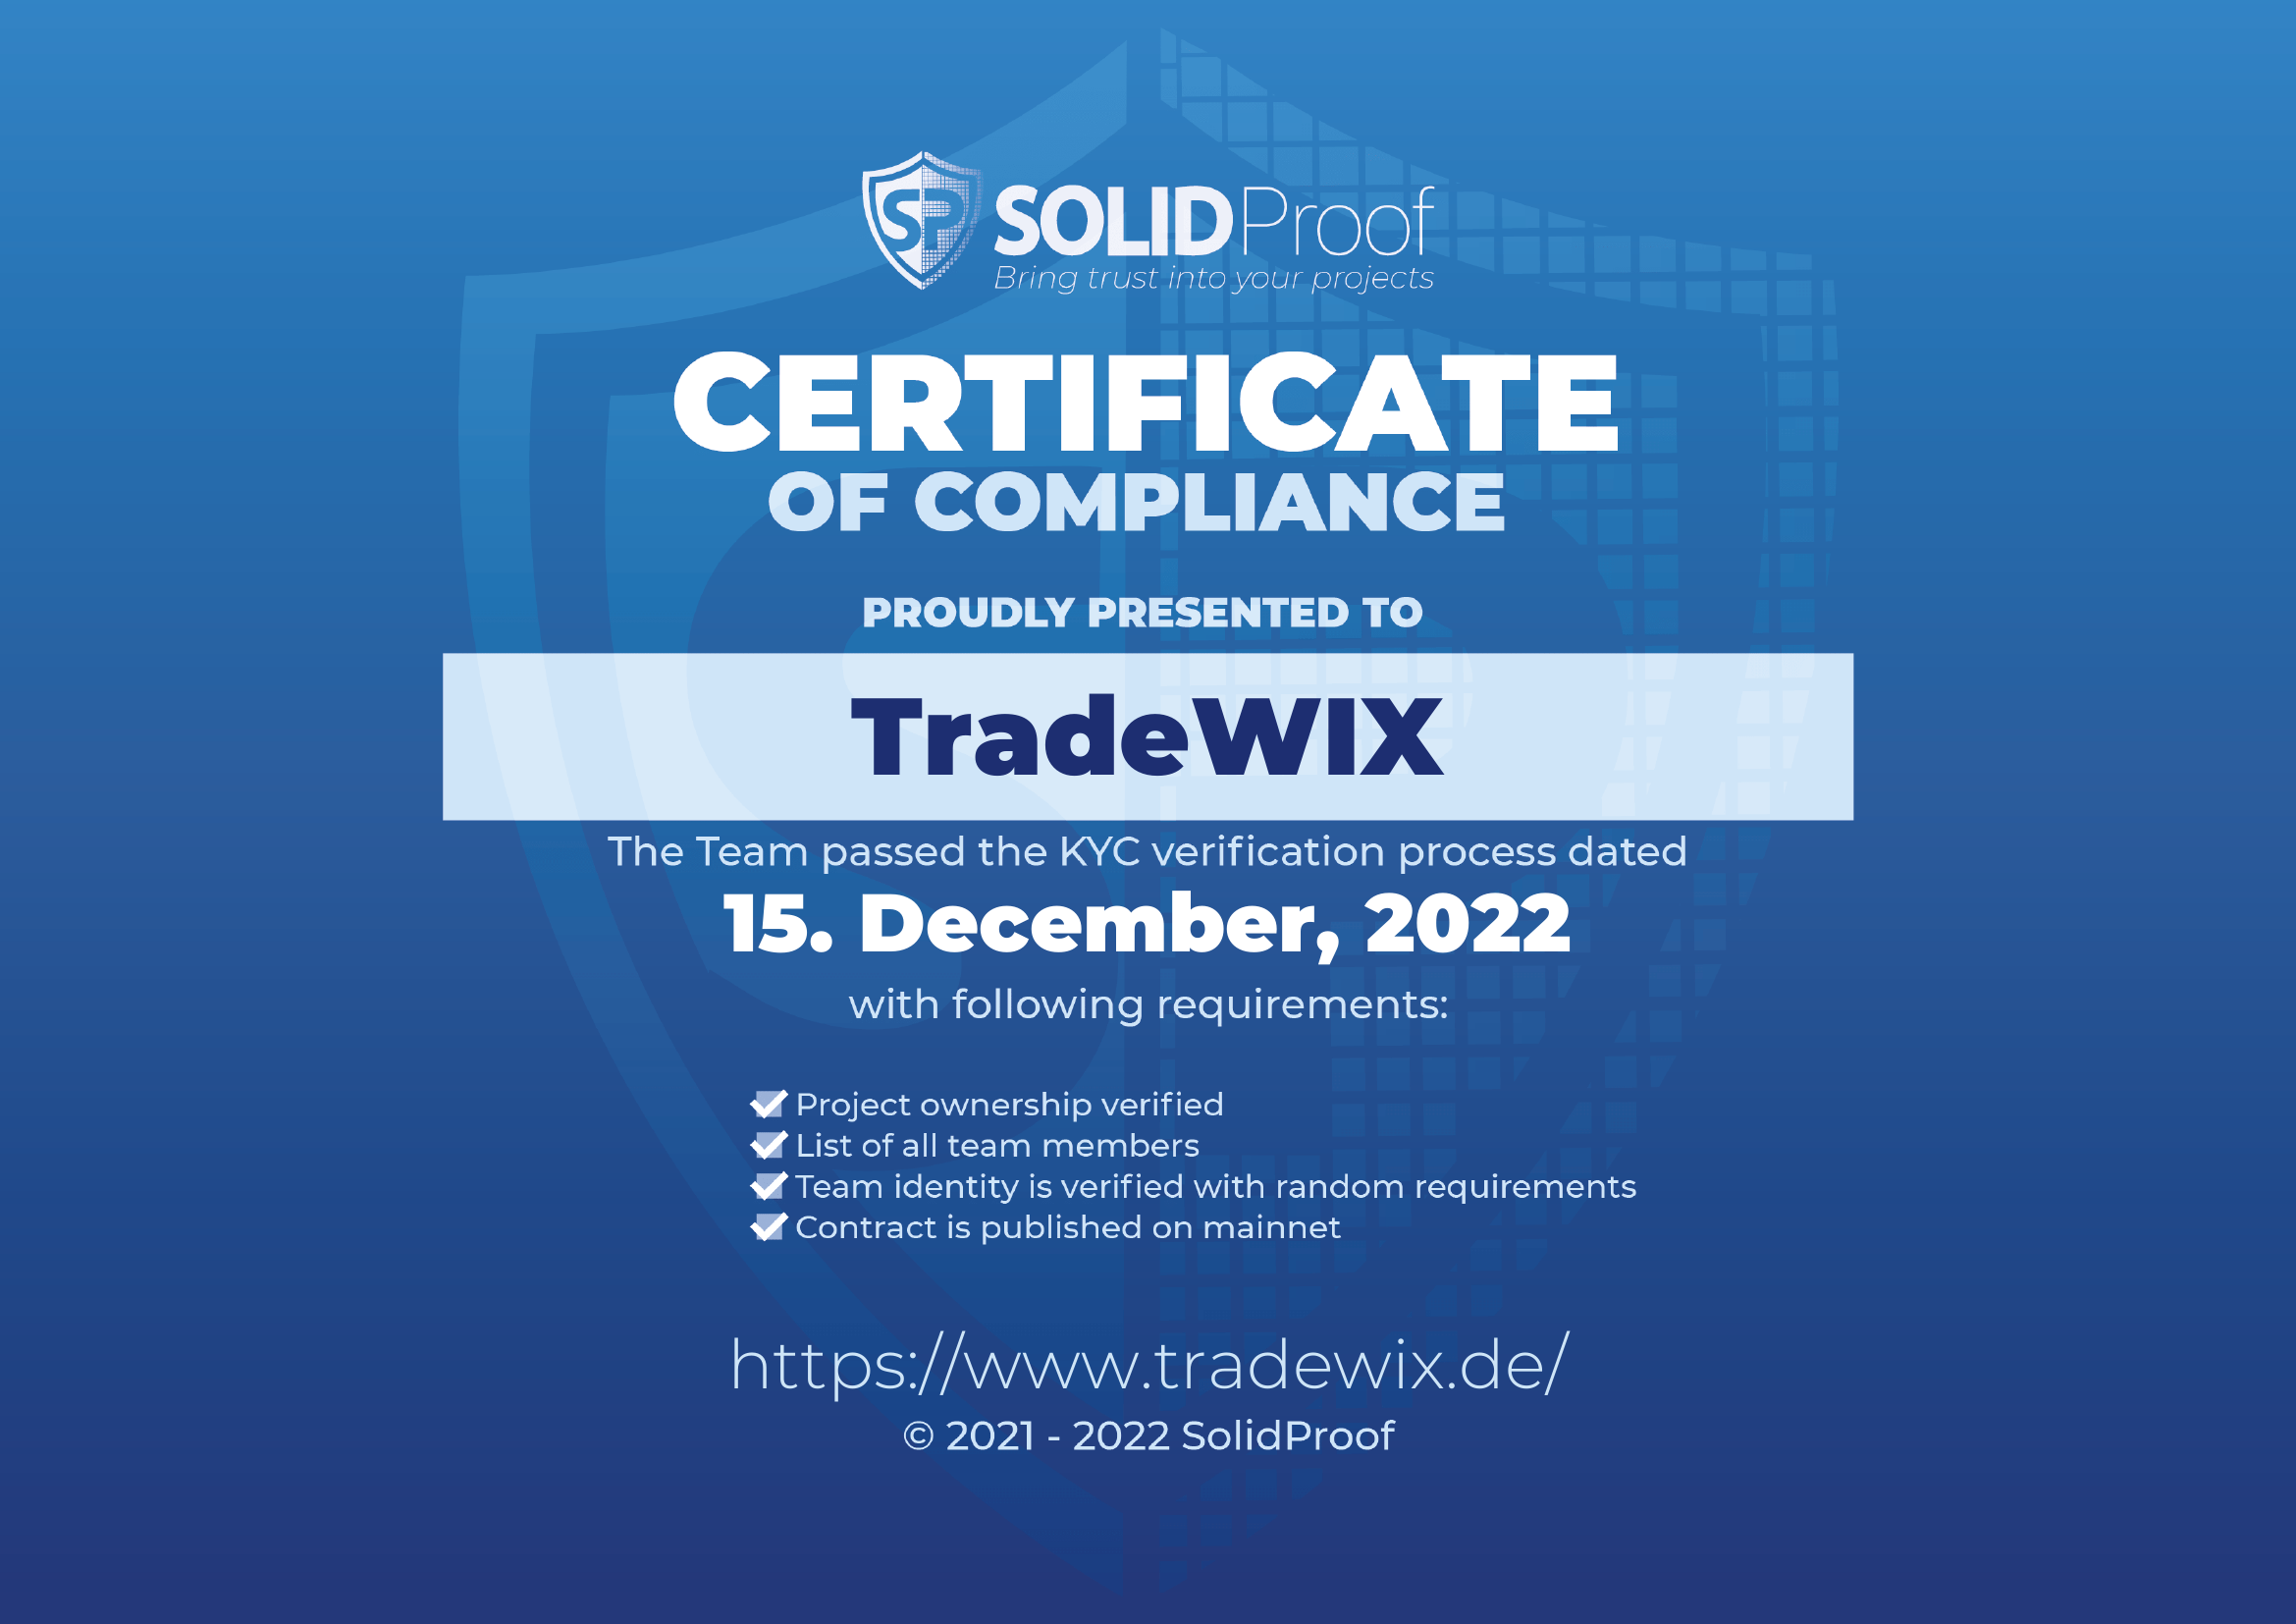 SP SOLIDProof
Bring trust into your projects
CERTIFICATE
OF COMPLIANCE
PROUDLY PRESENTED TO
TradeWIX
The Team passed the KYC verification process dated
15. December, 2022
with following requirements:
Project ownership verified
List of all team members
Team identity is verified with random requirements
Contract is published on mainnet
https://www.tradewix.de/
© 2021 - 2022 SolidProof